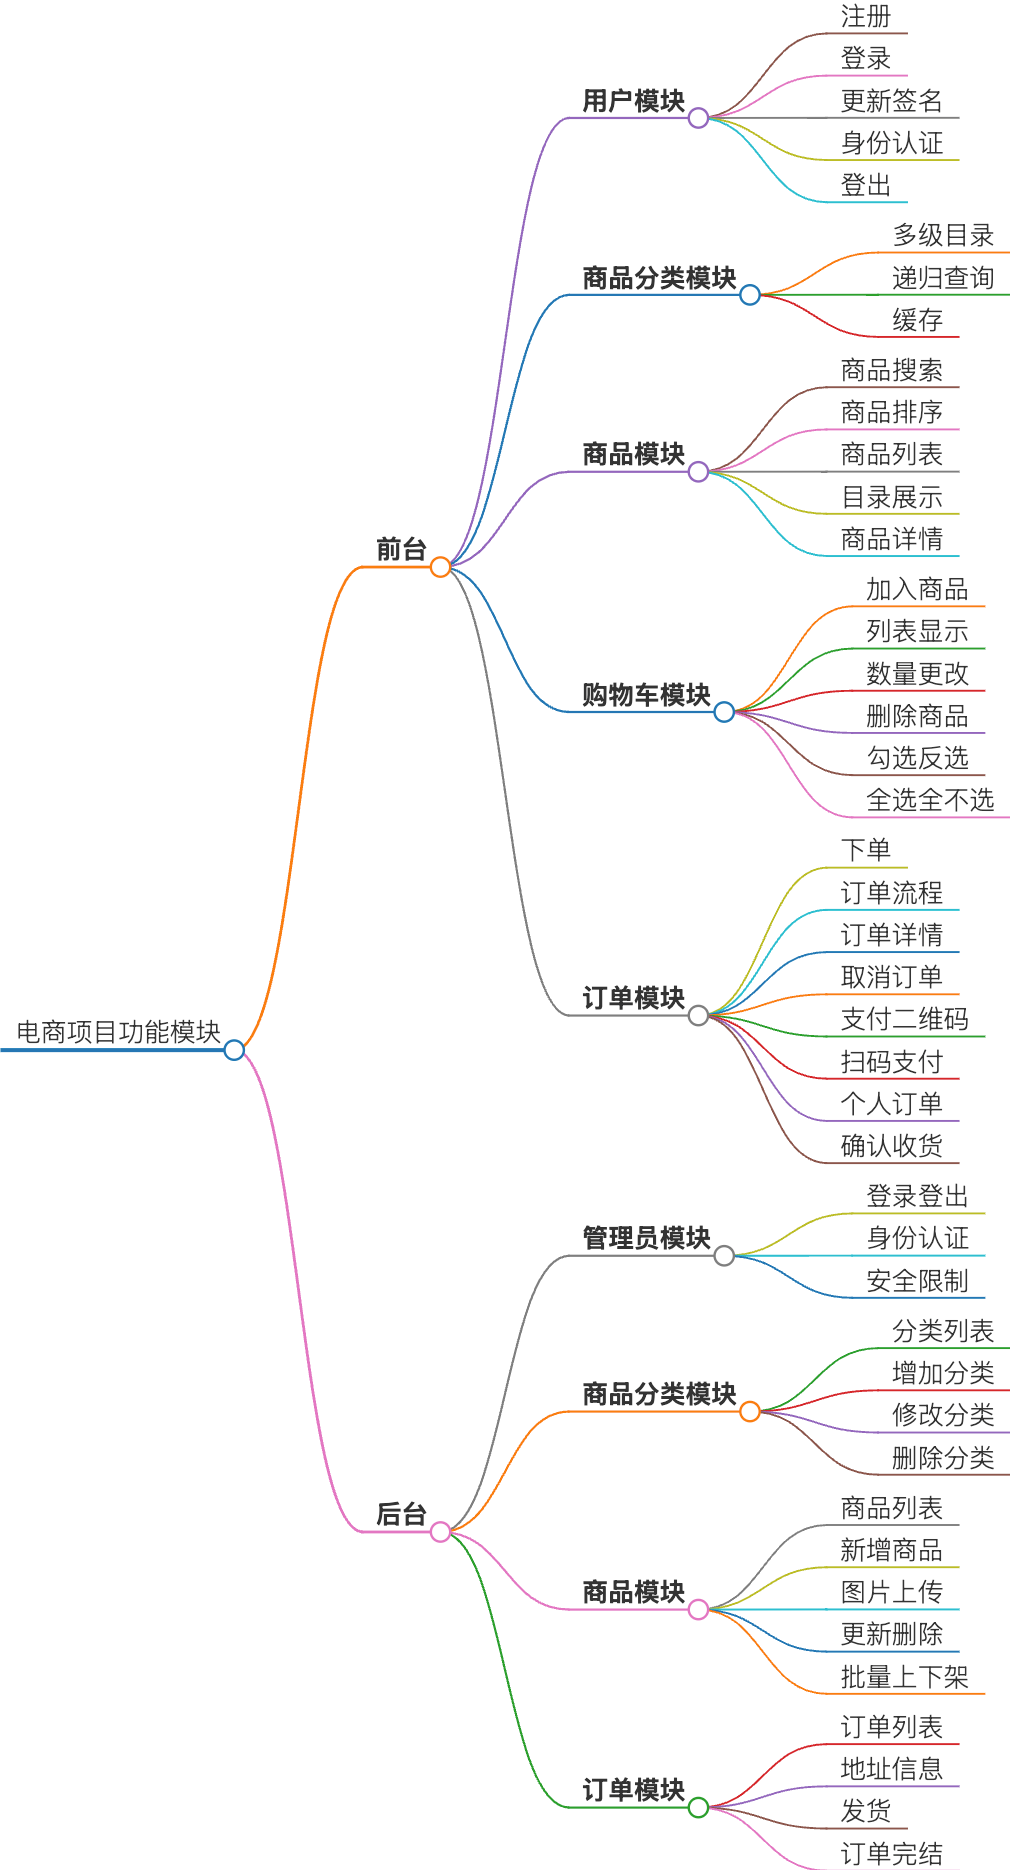 电商项目功能模块
前台
用户模块
注册
登录
更新签名
身份认证
登出
商品分类模块
多级目录
递归查询
缓存
商品模块
商品搜索
商品排序
商品列表
目录展示
商品详情
购物车模块
加入商品
列表显示
数量更改
删除商品
勾选反选
全选全不选
订单模块
下单
订单流程
订单详情
取消订单
支付二维码
扫码支付
个人订单
确认收货
后台
管理员模块
登录登出
身份认证
安全限制
商品分类模块
分类列表
增加分类
修改分类
删除分类
商品模块
商品列表
新增商品
图片上传
更新删除
批量上下架
订单模块
订单列表
地址信息
发货
订单完结